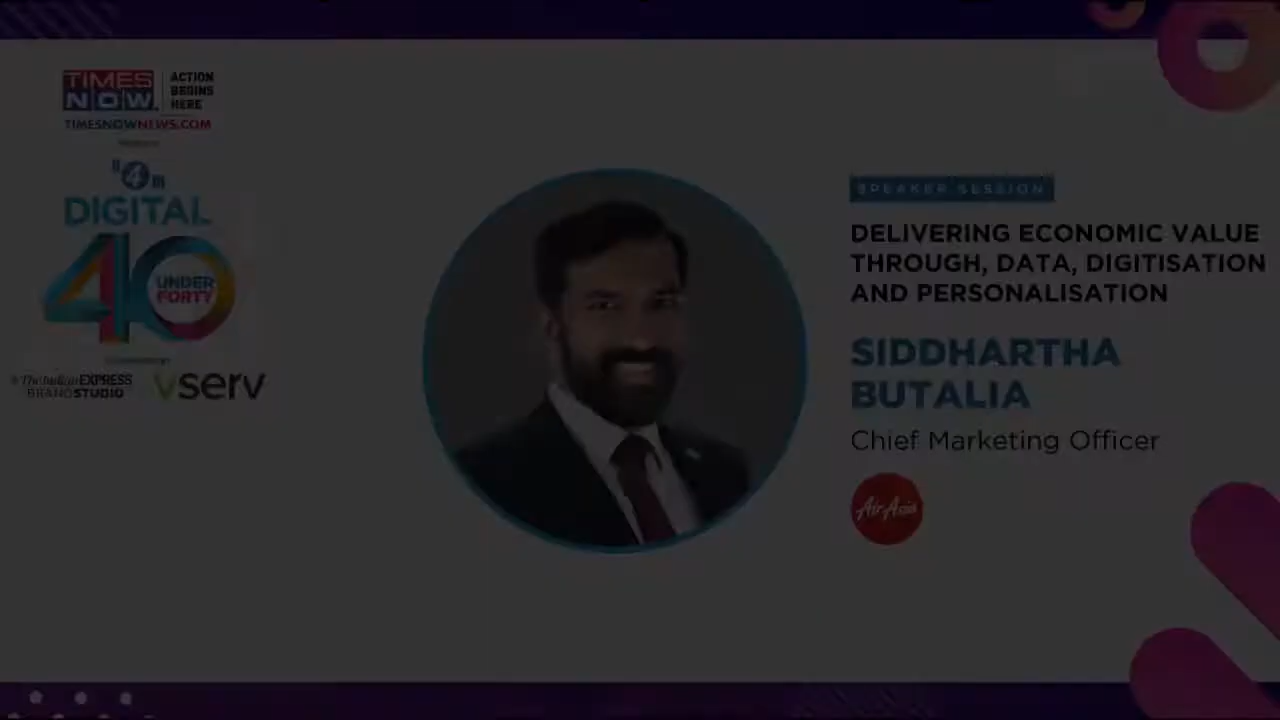 TIMES
NOW
ACTION
BEGINS
HERE
TIMESNOWNEWS.COM
DIGITAL
40
UNDER
FORTY
The Indian EXPRESS
BRAND STUDIO
vserv
SPEAKER SESSION
DELIVERING ECONOMIC VALUE
THROUGH, DATA, DIGITISATION
AND PERSONALISATION
SIDDHARTHA
BUTALIA
Chief Marketing Officer
AirAsia